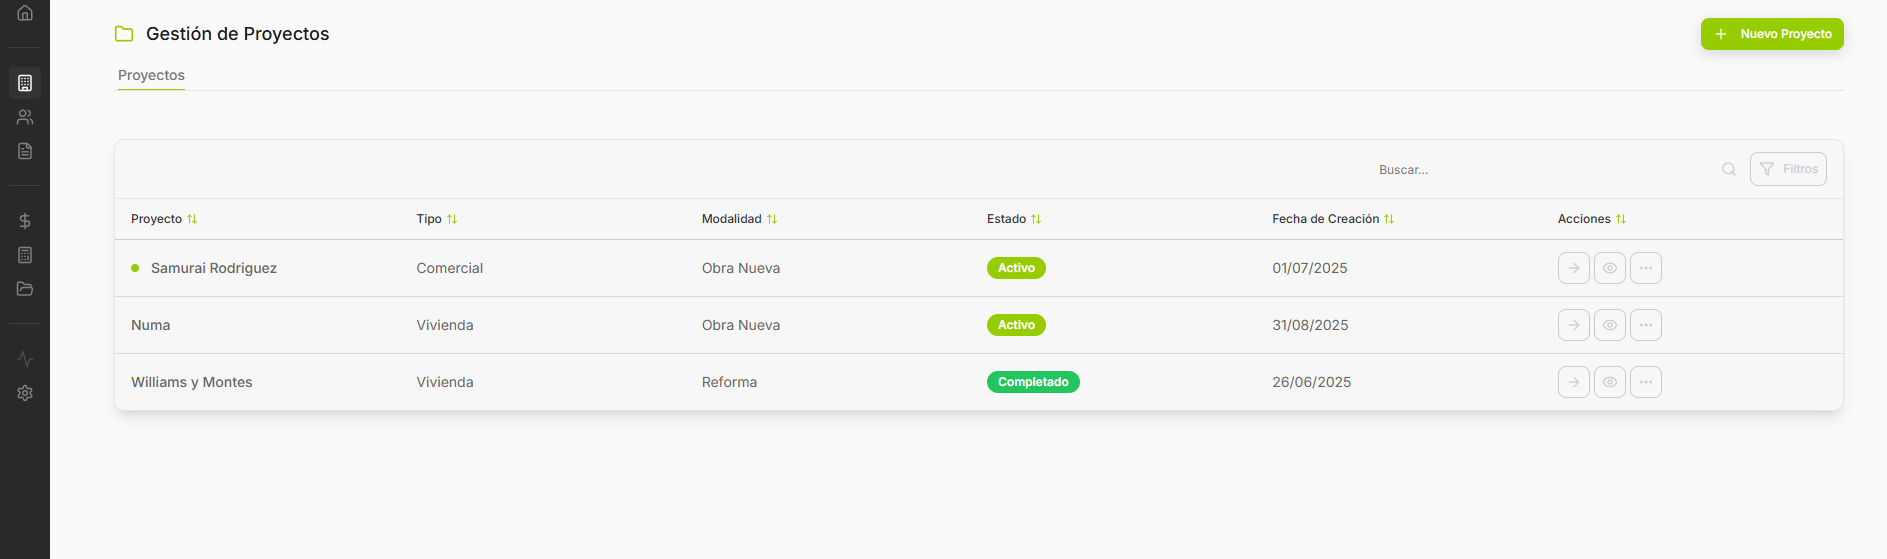 Gestión de Proyectos
Nuevo Proyecto
Proyectos
Buscar...
Filtros
Proyecto Tipo Modalidad Estado Fecha de Creación Acciones
Samurai Rodriguez Comercial Obra Nueva Activo 01/07/2025
Numa Vivienda Obra Nueva Activo 31/08/2025
Williams y Montes Vivienda Reforma Completado 26/06/2025